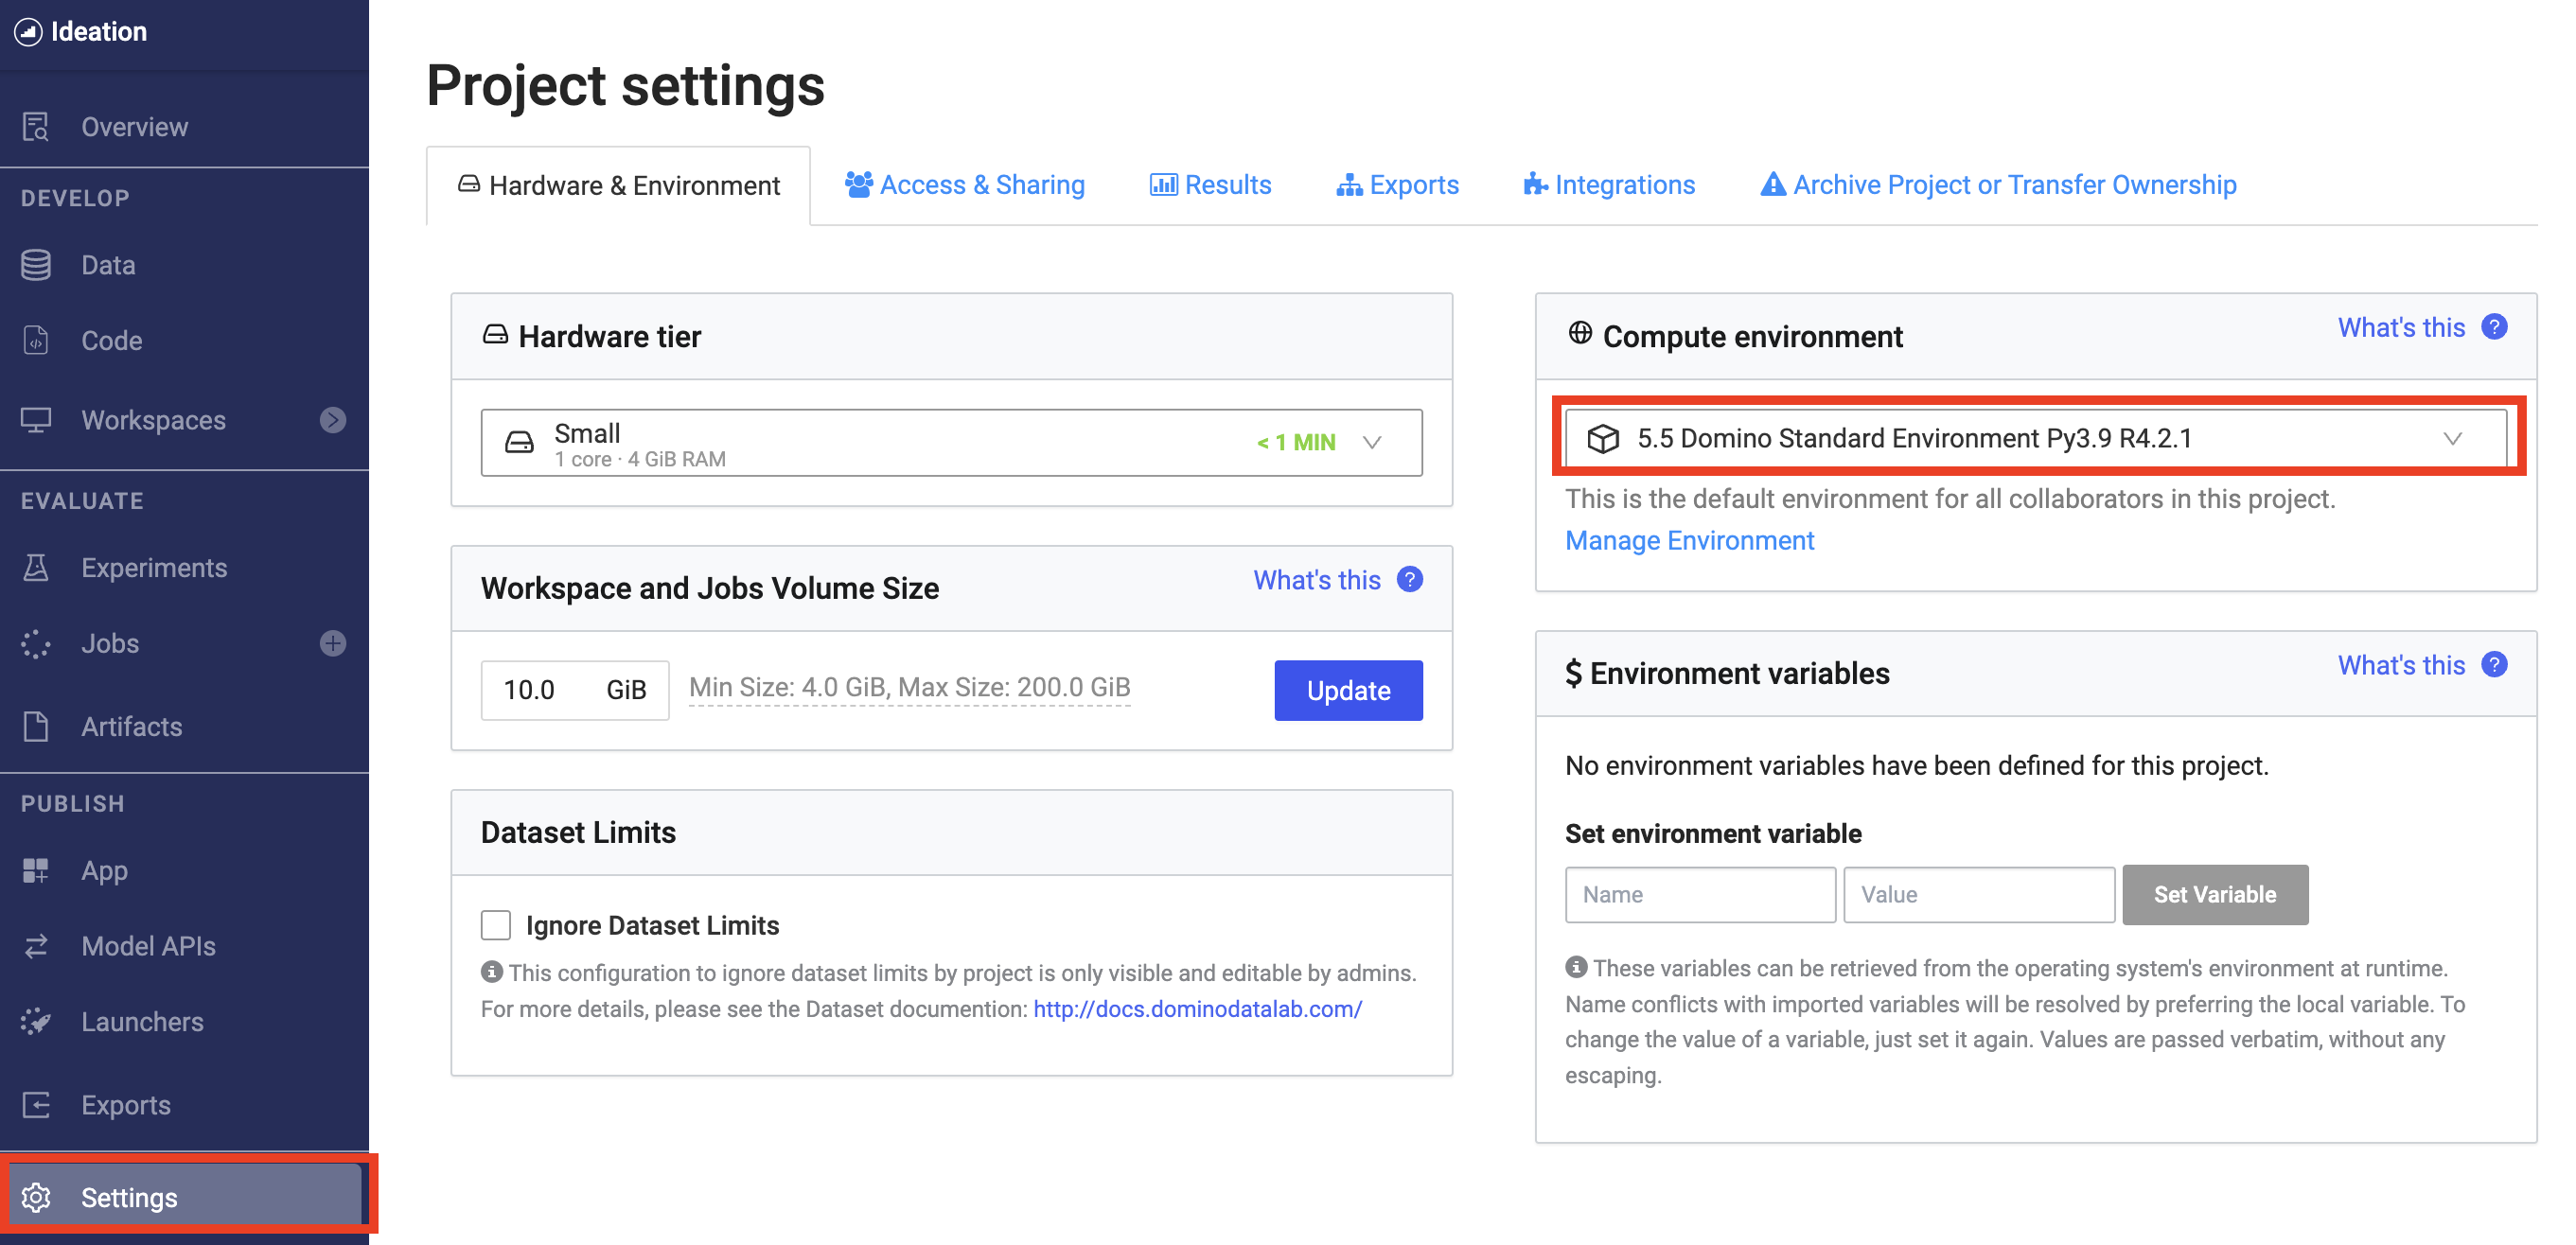 Ideation
Overview
DEVELOP
Data
Code
Workspaces
EVALUATE
Experiments
Jobs
Artifacts
PUBLISH
App
Model APIs
Launchers
Exports
Settings
Project settings
Hardware & Environment
Access & Sharing
Results
Exports
Integrations
Archive Project or Transfer Ownership
Hardware tier
Small
1 core · 4 GiB RAM
< 1 MIN
Workspace and Jobs Volume Size
What's this ?
10.0 GiB
Min Size: 4.0 GiB, Max Size: 200.0 GiB
Update
Dataset Limits
Ignore Dataset Limits
This configuration to ignore dataset limits by project is only visible and editable by admins.
For more details, please see the Dataset documention: http://docs.dominodatalab.com/
Compute environment
What's this ?
5.5 Domino Standard Environment Py3.9 R4.2.1
This is the default environment for all collaborators in this project.
Manage Environment
$ Environment variables
What's this ?
No environment variables have been defined for this project.
Set environment variable
Name
Value
Set Variable
These variables can be retrieved from the operating system's environment at runtime.
Name conflicts with imported variables will be resolved by preferring the local variable. To
change the value of a variable, just set it again. Values are passed verbatim, without any
escaping.